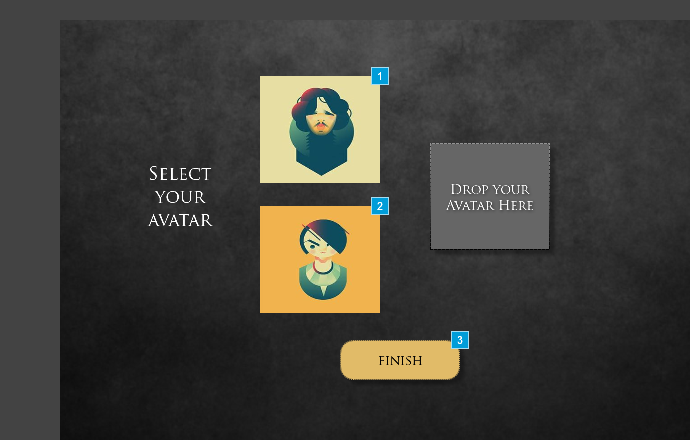 Select
your
avatar
1
2
Drop your
Avatar Here
3
FINISH